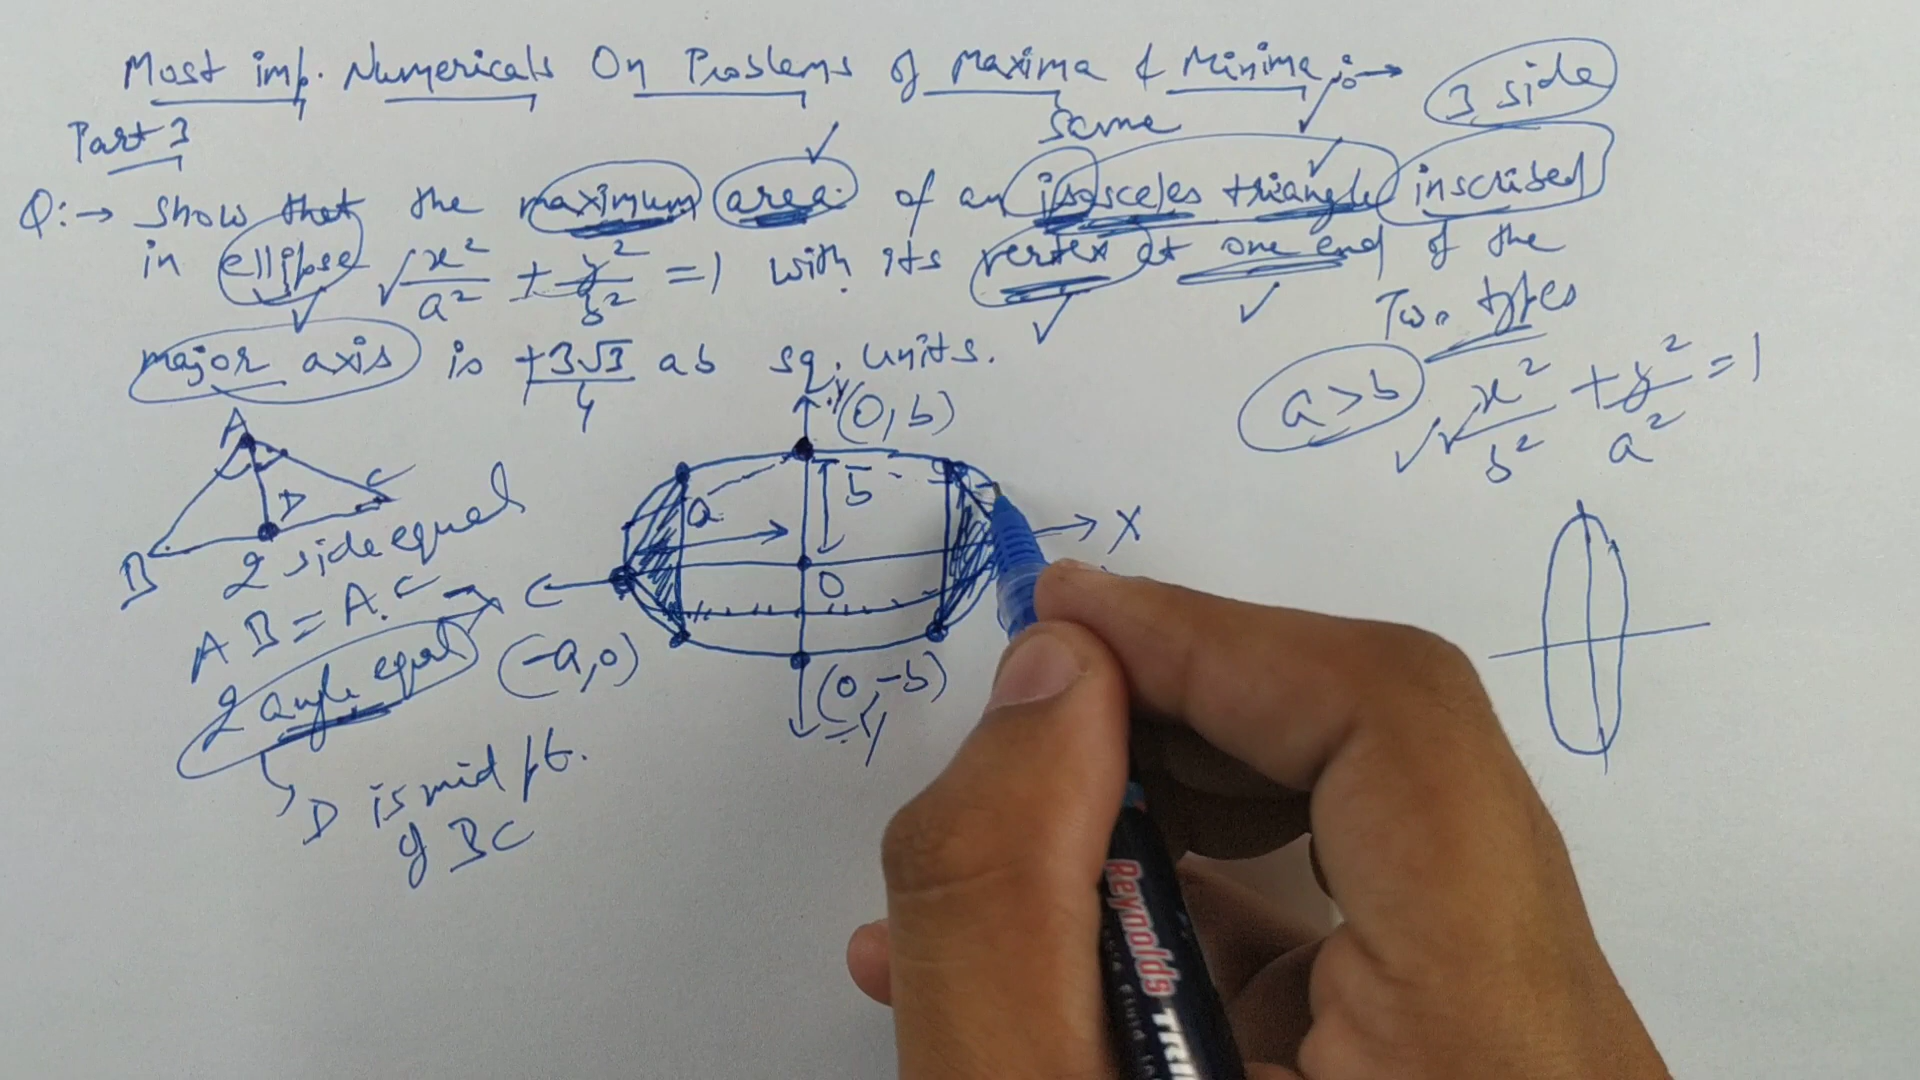 Most imp. Numericals On Problems of Maxima & Minima :→
3 side
Part 3
same
Q:→ Show that the maximum area of an isosceles triangle inscribed
in ellipse x²/a² + y²/b² = 1 with its vertex at one end of the
major axis is 3√3/4 ab sq. units.
Two types
a>b
x²/b² + y²/a² = 1
A
B
C
D
2 side equal
AB = AC
2 angle equal
D is mid pt.
of BC
Y
(0, b)
b
a
X
O
(-a,0)
(0,-b)
-Y
Reynolds